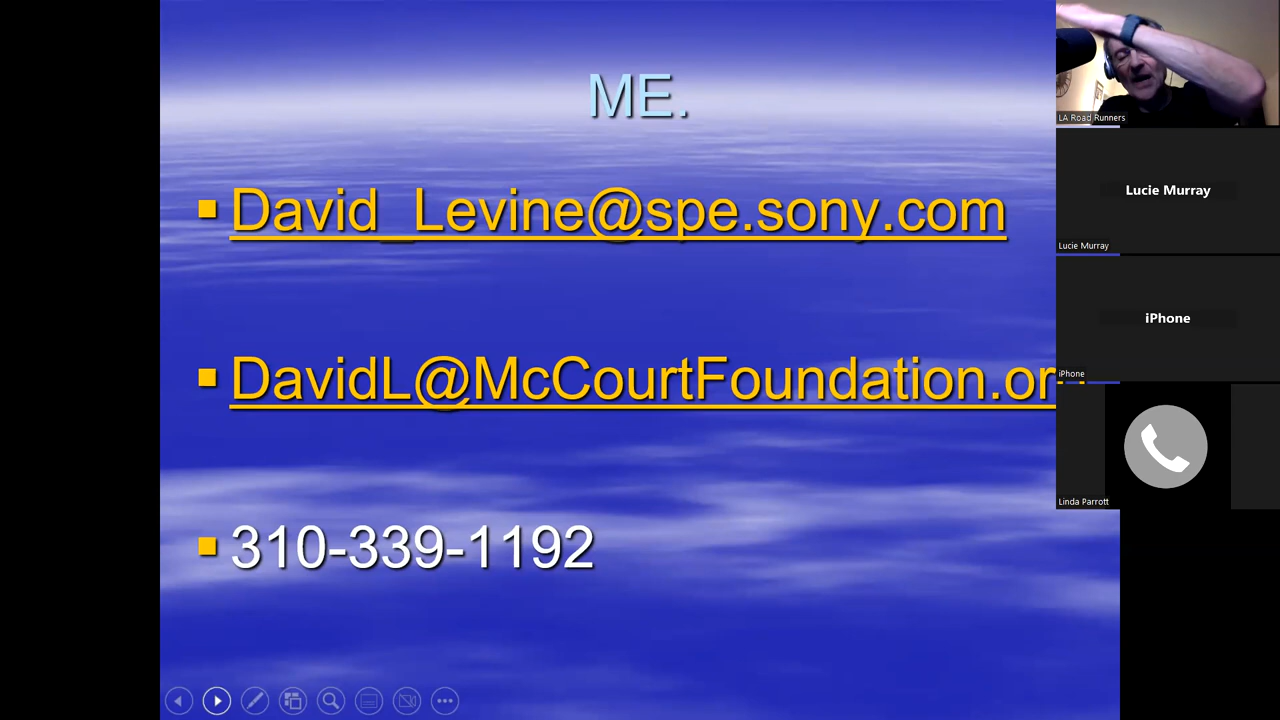 ME.
David_Levine@spe.sony.com
DavidL@McCourtFoundation.or
310-339-1192
LA Road Runners
Lucie Murray
Lucie Murray
iPhone
iPhone
Linda Parrott